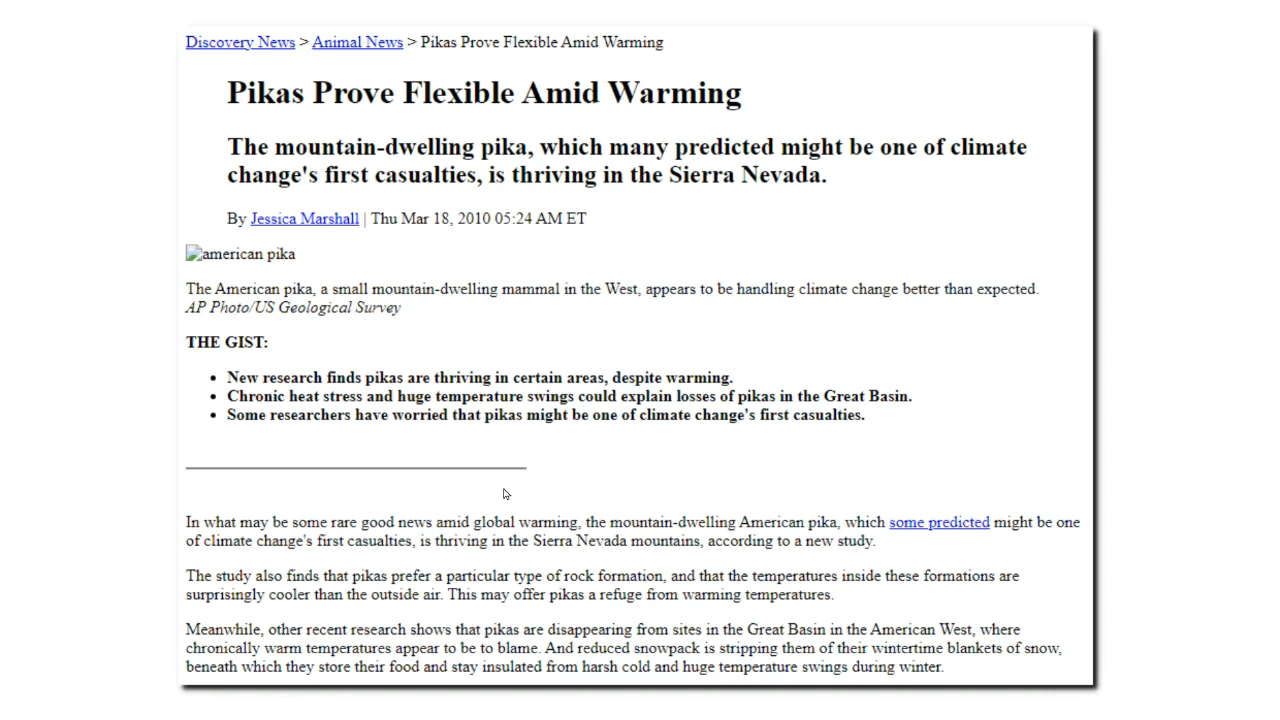 Discovery News > Animal News > Pikas Prove Flexible Amid Warming
Pikas Prove Flexible Amid Warming
The mountain-dwelling pika, which many predicted might be one of climate
change's first casualties, is thriving in the Sierra Nevada.
By Jessica Marshall | Thu Mar 18, 2010 05:24 AM ET
american pika
The American pika, a small mountain-dwelling mammal in the West, appears to be handling climate change better than expected.
AP Photo/US Geological Survey
THE GIST:
• New research finds pikas are thriving in certain areas, despite warming.
• Chronic heat stress and huge temperature swings could explain losses of pikas in the Great Basin.
• Some researchers have worried that pikas might be one of climate change's first casualties.
In what may be some rare good news amid global warming, the mountain-dwelling American pika, which some predicted might be one
of climate change's first casualties, is thriving in the Sierra Nevada mountains, according to a new study.
The study also finds that pikas prefer a particular type of rock formation, and that the temperatures inside these formations are
surprisingly cooler than the outside air. This may offer pikas a refuge from warming temperatures.
Meanwhile, other recent research shows that pikas are disappearing from sites in the Great Basin in the American West, where
chronically warm temperatures appear to be to blame. And reduced snowpack is stripping them of their wintertime blankets of snow,
beneath which they store their food and stay insulated from harsh cold and huge temperature swings during winter.